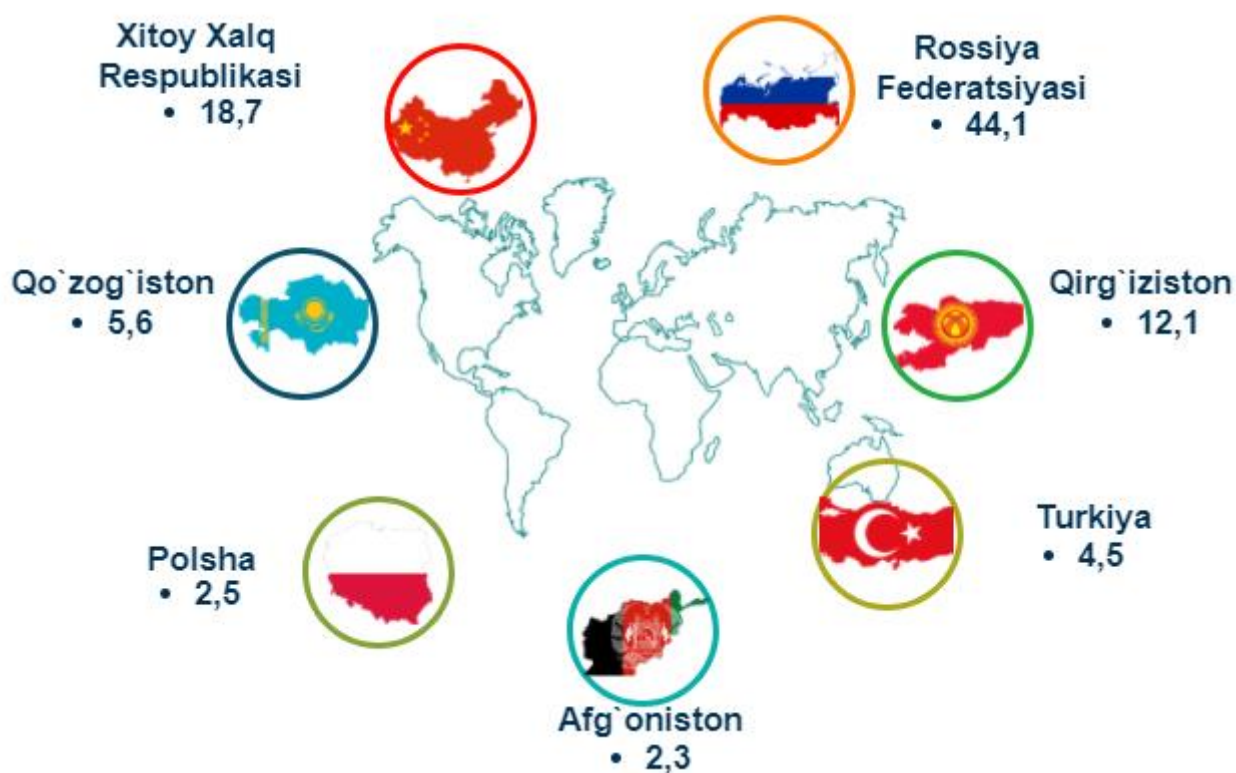 Xitoy Xalq
Respublikasi
• 18,7
Rossiya
Federatsiyasi
• 44,1
Qo`zog`iston
• 5,6
Qirg`iziston
• 12,1
Polsha
• 2,5
Turkiya
• 4,5
Afg`oniston
• 2,3